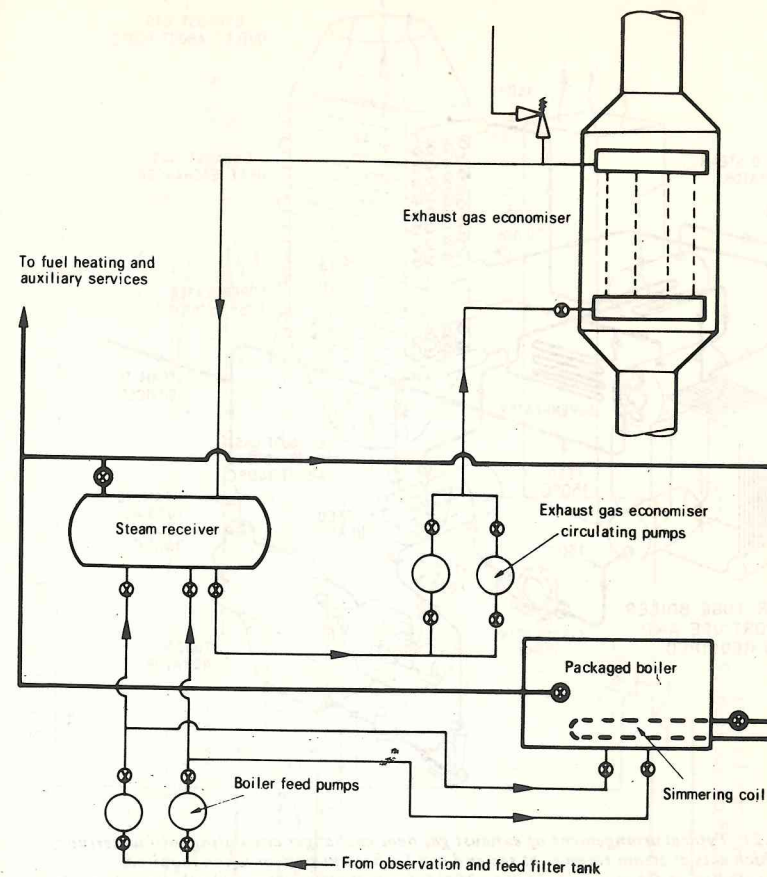 Exhaust gas economiser
To fuel heating and
auxiliary services
Steam receiver
Exhaust gas economiser
circulating pumps
Packaged boiler
Simmering coil
Boiler feed pumps
From observation and feed filter tank